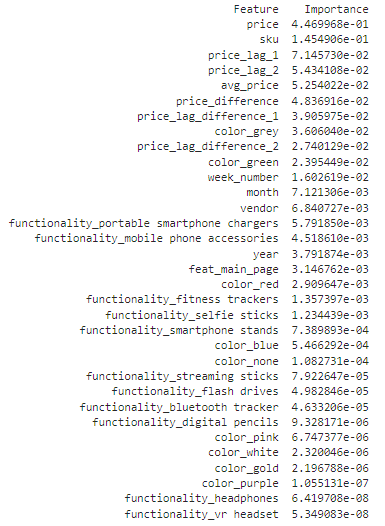 Feature Importance
price 4.469968e-01
sku 1.454906e-01
price_lag_1 7.145730e-02
price_lag_2 5.434108e-02
avg_price 5.254022e-02
price_difference 4.836916e-02
price_lag_difference_1 3.905975e-02
color_grey 3.606040e-02
price_lag_difference_2 2.740129e-02
color_green 2.395449e-02
week_number 1.602619e-02
month 7.121306e-03
vendor 6.840727e-03
functionality_portable smartphone chargers 5.791850e-03
functionality_mobile phone accessories 4.518610e-03
year 3.791874e-03
feat_main_page 3.146762e-03
color_red 2.909647e-03
functionality_fitness trackers 1.357397e-03
functionality_selfie sticks 1.234439e-03
functionality_smartphone stands 7.389893e-04
color_blue 5.466292e-04
color_none 1.082731e-04
functionality_streaming sticks 7.922647e-05
functionality_flash drives 4.982846e-05
functionality_bluetooth tracker 4.633206e-05
functionality_digital pencils 9.328171e-06
color_pink 6.747377e-06
color_white 2.320046e-06
color_gold 2.196788e-06
color_purple 1.055131e-07
functionality_headphones 6.419708e-08
functionality_vr headset 5.349083e-08